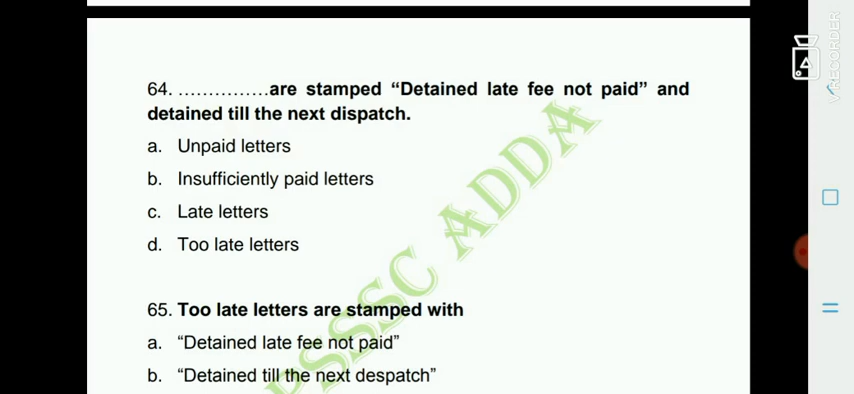 64. ...............are stamped “Detained late fee not paid” and
detained till the next dispatch.
a. Unpaid letters
b. Insufficiently paid letters
c. Late letters
d. Too late letters
65. Too late letters are stamped with
a. “Detained late fee not paid”
b. “Detained till the next despatch”
PSSSC ADDA
V RECORDER